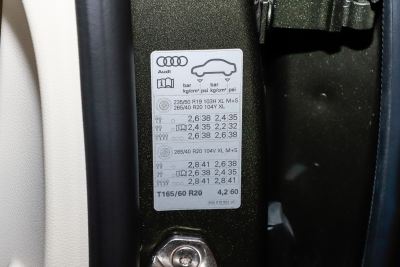 Audi
bar bar
kg/cm² psi kg/cm² psi
235/60 R19 103H XL M+S
265/40 R20 104Y XL
2,6 38 2,4 35
2,4 35 2,2 32
2,6 38 2,6 38
265/40 R20 104V XL M+S
2,8 41 2,6 38
2,6 38 2,4 35
2,8 41 2,8 41
T165/60 R20 4,2 60